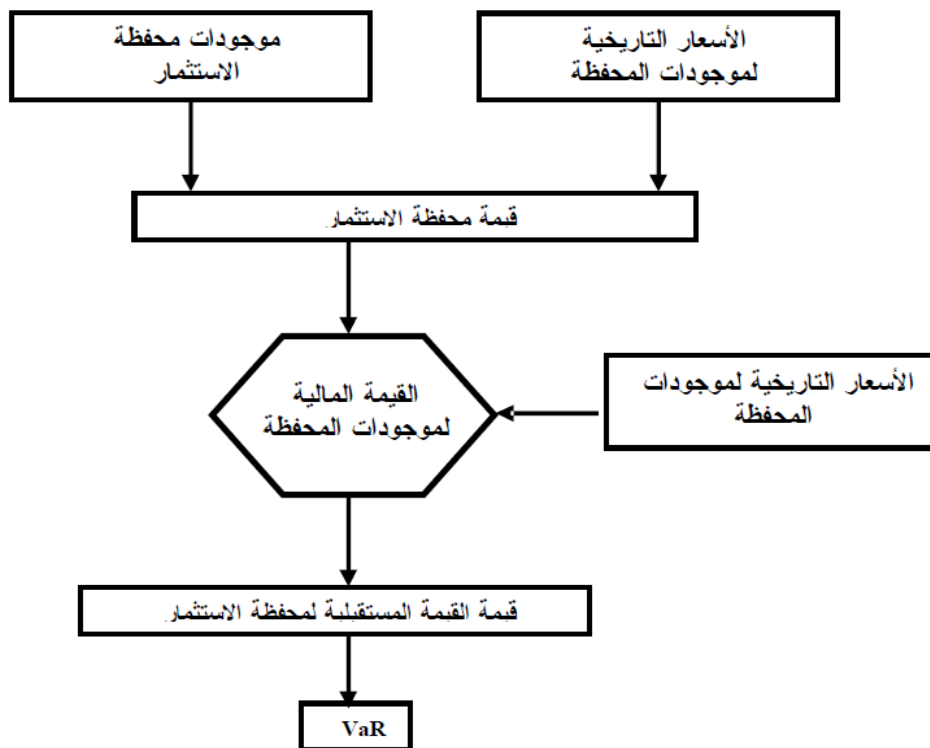 الأسعار التاريخية
لموجودات المحفظة
موجودات محفظة
الاستثمار
قيمة محفظة الاستثمار
القيمة المالية
لموجودات المحفظة
الأسعار التاريخية لموجودات
المحفظة
قيمة القيمة المستقبلية لمحفظة الاستثمار
VaR